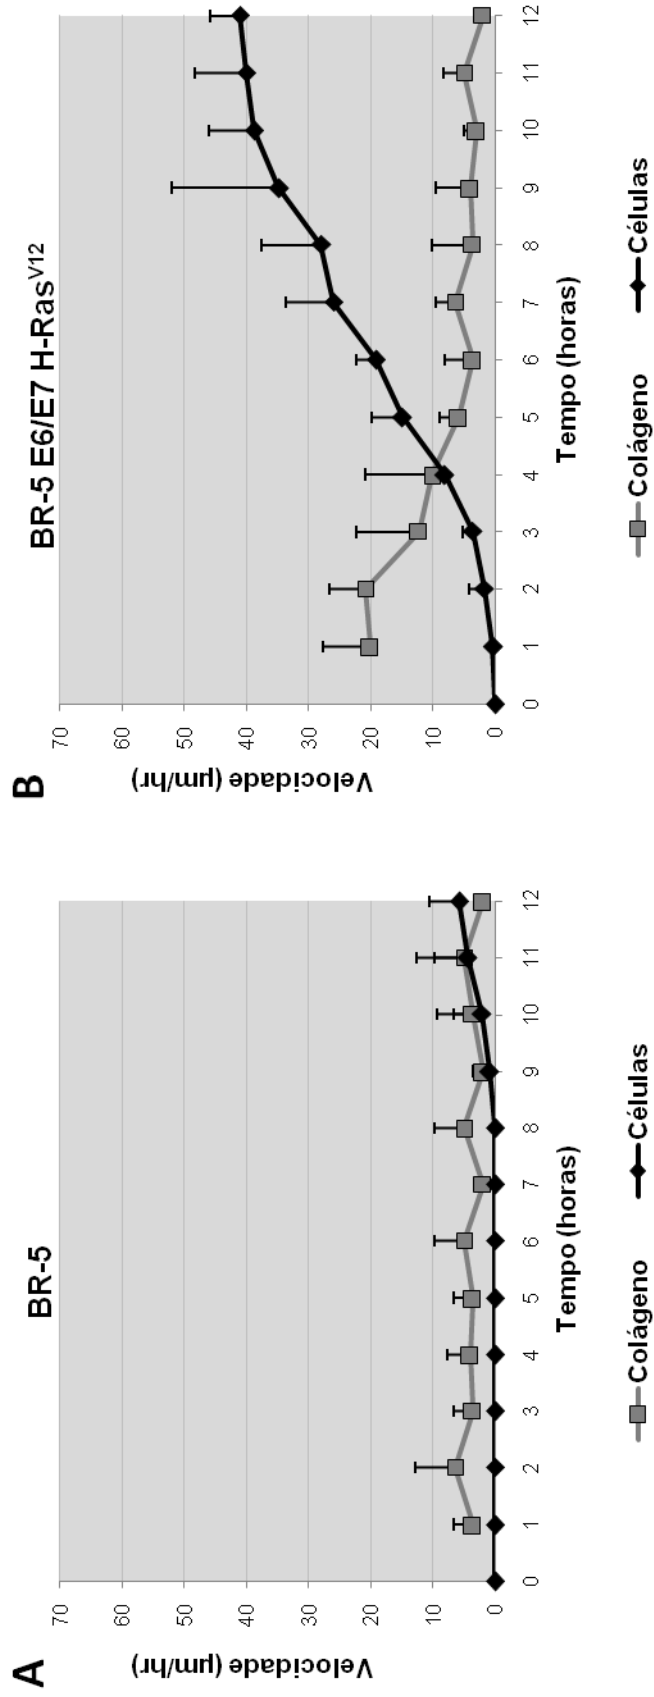 A
BR-5
Velocidade (µm/hr)
70
60
50
40
30
20
10
0
0 1 2 3 4 5 6 7 8 9 10 11 12
Tempo (horas)
Colágeno Células
B
BR-5 E6/E7 H-Ras^V12
Velocidade (µm/hr)
70
60
50
40
30
20
10
0
0 1 2 3 4 5 6 7 8 9 10 11 12
Tempo (horas)
Colágeno Células